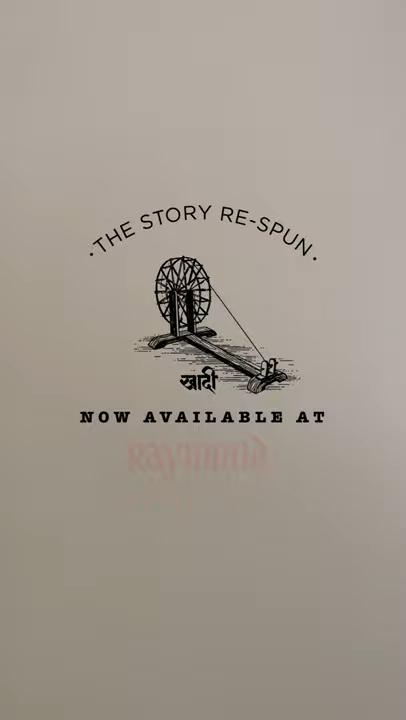 ·THE STORY RE-SPUN·
खादी
NOW AVAILABLE AT